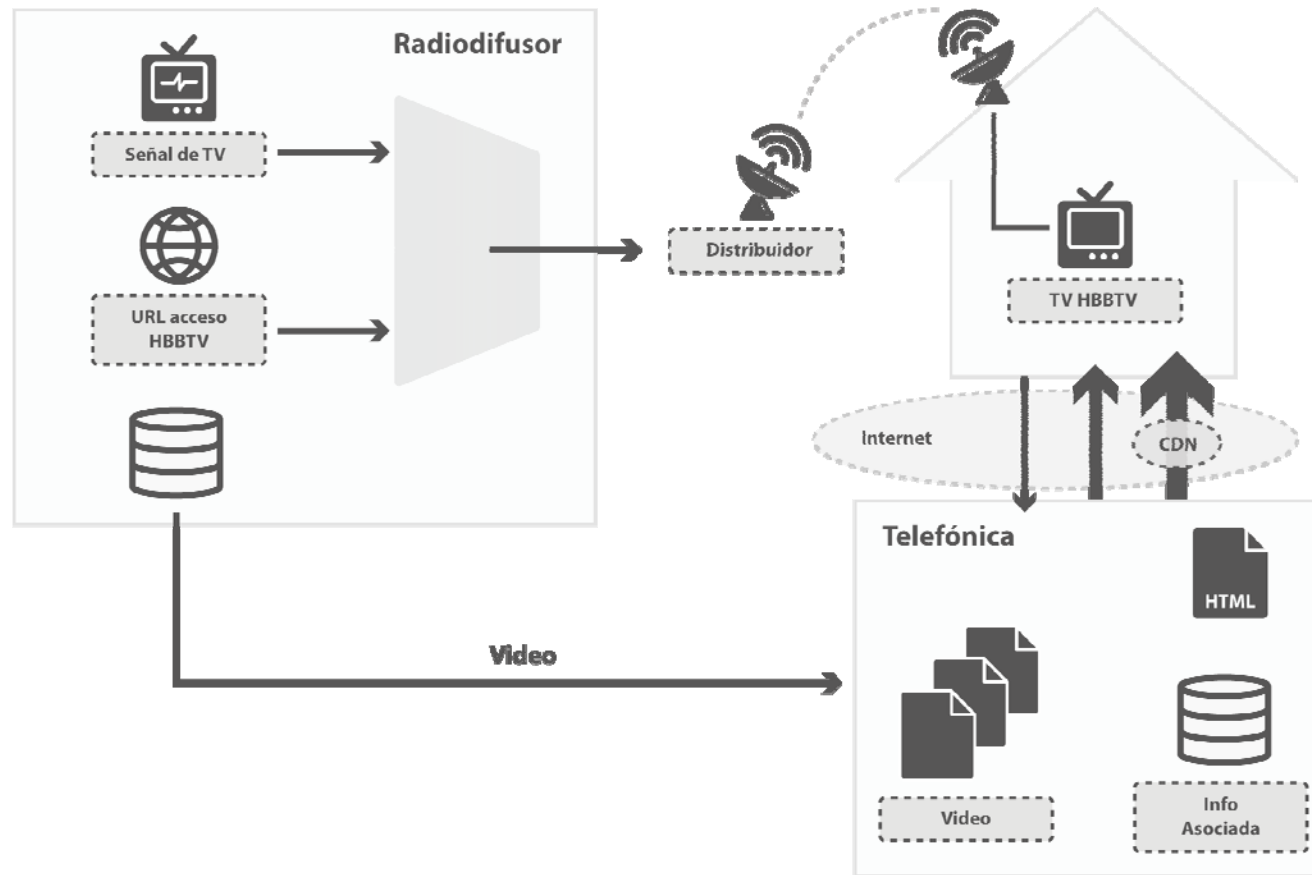 Radiodifusor
Señal de TV
URL acceso
HBBTV
Distribuidor
TV HBBTV
Internet
CDN
Video
Telefónica
HTML
Video
Info
Asociada